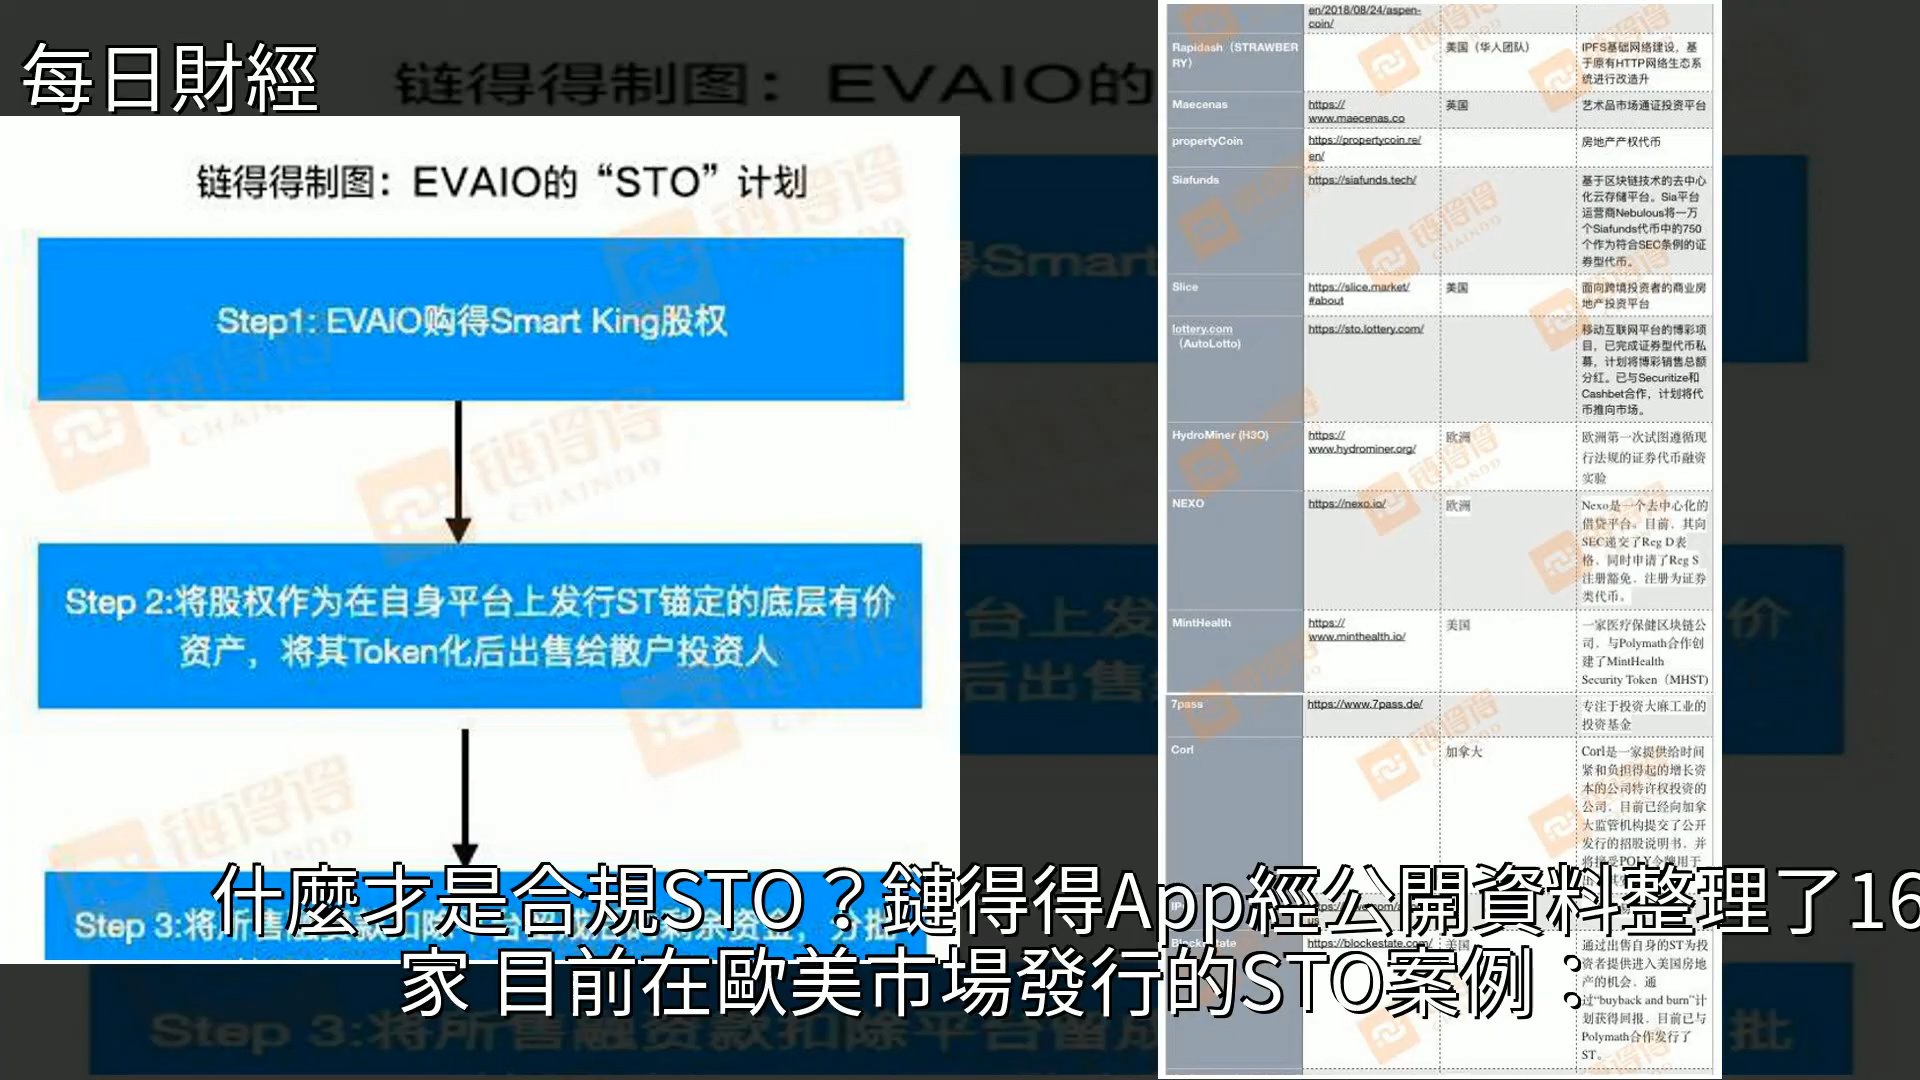 每日財經
链得得制图：EVAIO的
链得得制图：EVAIO的“STO”计划
Step1: EVAIO购得Smart King股权
Step 2:将股权作为在自身平台上发行ST锚定的底层有价
资产，将其Token化后出售给散户投资人
en/2018/08/24/aspen-
coin/
Rapidash（STRAWBER
RY）
美国（华人团队）
IPFS基础网络建设，基
于原有HTTP网络生态系
统进行改造升
Maecenas
https://
www.maecenas.co
英国
艺术品市场通证投资平台
propertyCoin
https://propertycoin.re/
en/
房地产产权代币
Siafunds
https://siafunds.tech/
基于区块链技术的去中心
化云存储平台。Sia平台
运营商Nebulous将一万
个Siafunds代币中的750
个作为符合SEC条例的证
券型代币。
Slice
https://slice.market/
#about
美国
面向跨境投资者的商业房
地产投资平台
lottery.com
（AutoLotto)
https://sto.lottery.com/
移动互联网平台的博彩项
目，已完成证券型代币私
募，计划将博彩销售总额
分红。已与Securitize和
Cashbet合作，计划将代
币推向市场。
HydroMiner (H3O)
https://
www.hydrominer.org/
欧洲
欧洲第一次试图遵循现
行法规的证券代币融资
实验
NEXO
https://nexo.io/
欧洲
Nexo是一个去中心化的
借贷平台。目前，其向
SEC递交了Reg D表
格，同时申请了Reg S
注册豁免，注册为证券
类代币。
MintHealth
https://
www.minthealth.io/
美国
一家医疗保健区块链公
司，与Polymath合作创
建了MintHealth
Security Token（MHST)
7pass
https://www.7pass.de/
专注于投资大麻工业的
投资基金
Corl
加拿大
Corl是一家提供给时间
紧和负担得起的增长资
本的公司特许权投资的
公司，目前已经向加拿
大监管机构提交了公开
发行的招股说明书，并
将接受POLY令牌用于
https://blockestate.com/
美国
通过出售自身的ST为投
资者提供进入美国房地
产的机会，通
过“buyback and burn”计
划获得回报，目前已与
Polymath合作发行了
ST。
什麼才是合規STO？鏈得得App經公開資料整理了16
家 目前在歐美市場發行的STO案例：